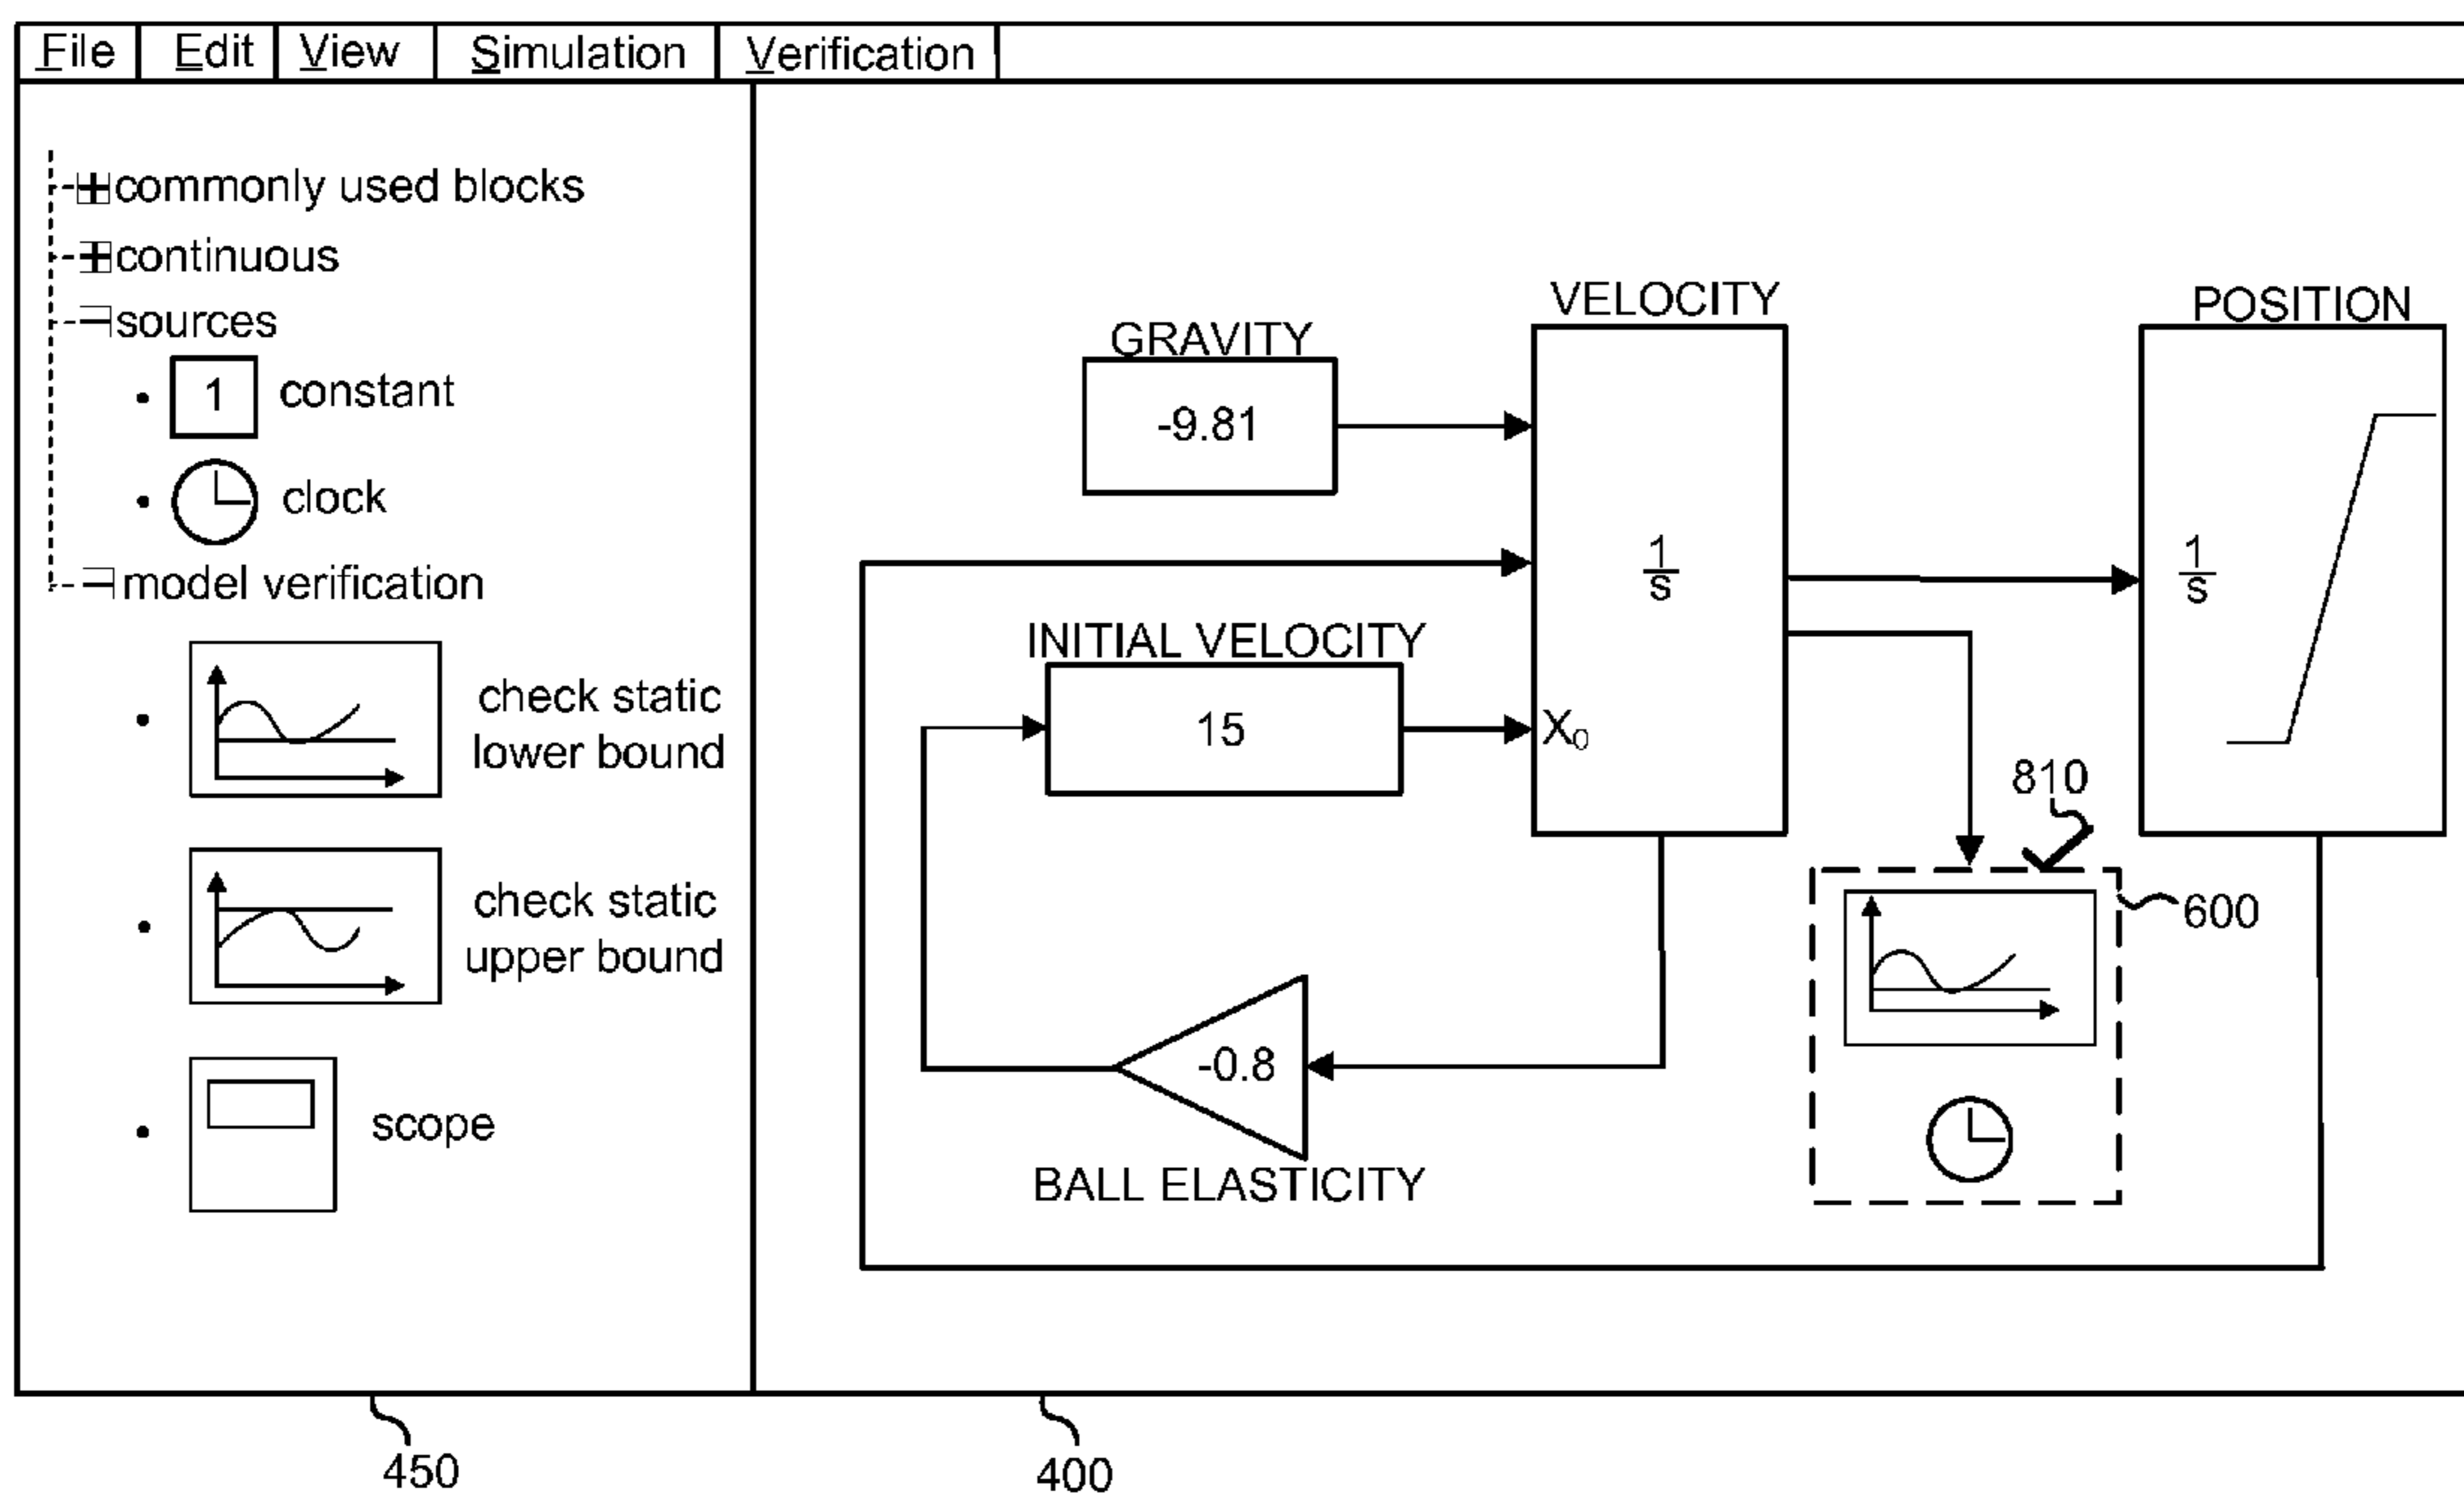 File Edit View Simulation Verification
commonly used blocks
continuous
sources
1 constant
clock
model verification
check static
lower bound
check static
upper bound
scope
GRAVITY
-9.81
VELOCITY
1
s
X₀
POSITION
1
s
INITIAL VELOCITY
15
-0.8
BALL ELASTICITY
810
600
450
400